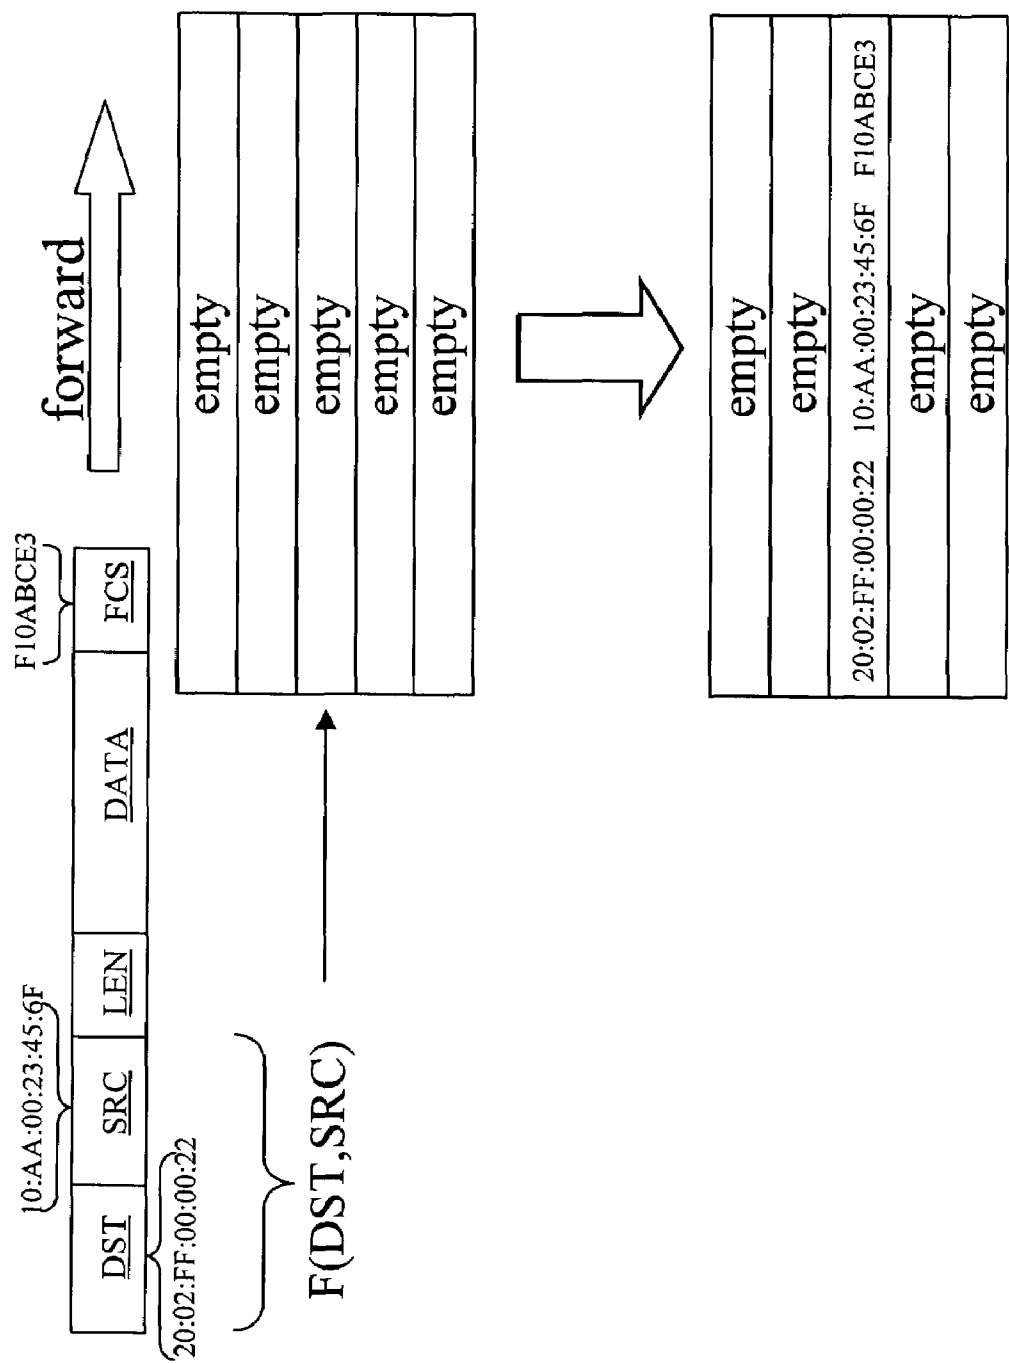 10:AA:00:23:45:6F
F10ABCE3
DST SRC LEN DATA FCS
forward
20:02:FF:00:00:22
F(DST,SRC)
empty
empty
empty
empty
empty
empty
empty
20:02:FF:00:00:22 10:AA:00:23:45:6F F10ABCE3
empty
empty